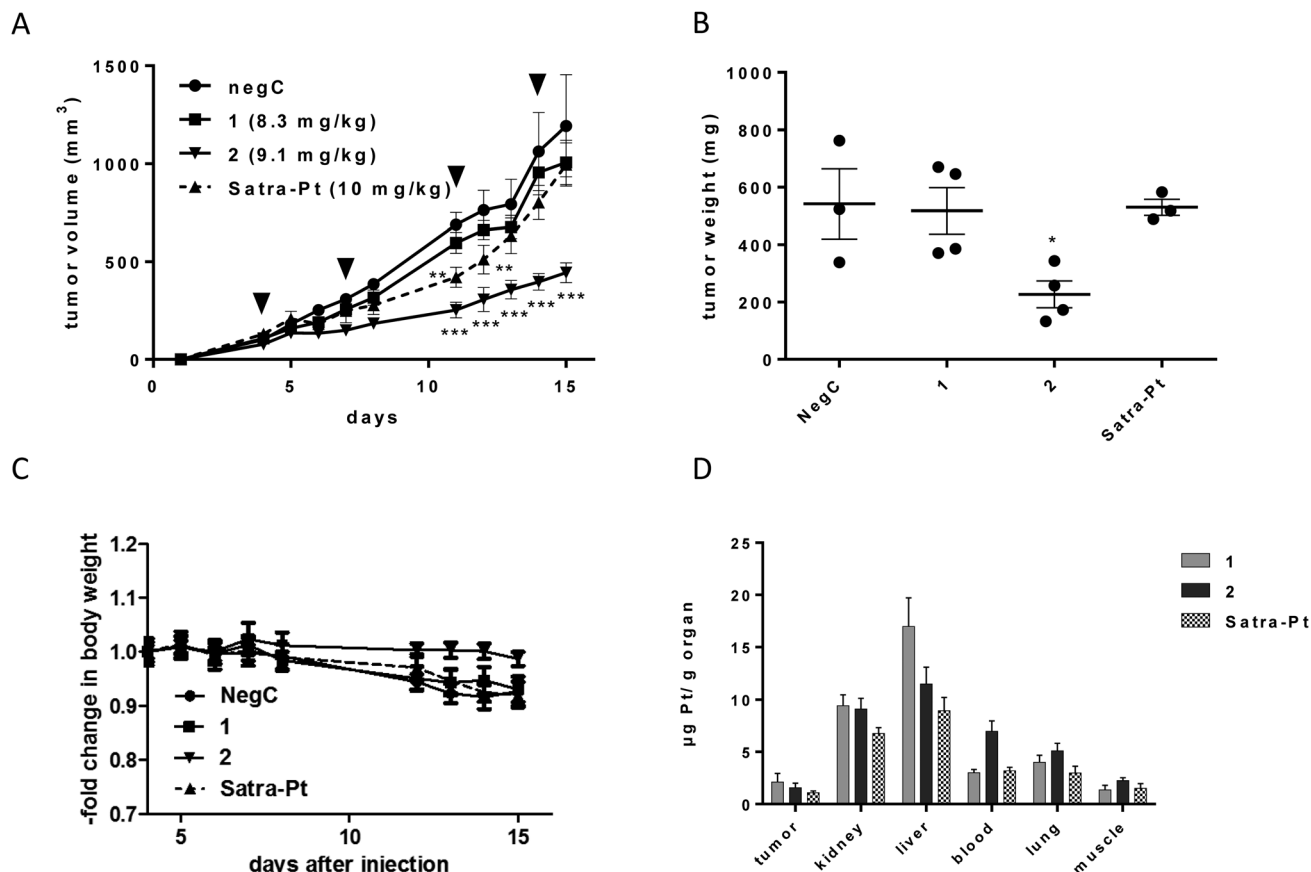 A
tumor volume (mm3)
1500
1000
500
0
negC
1 (8.3 mg/kg)
2 (9.1 mg/kg)
Satra-Pt (10 mg/kg)
** **
*** *** *** *** ***
0 5 10 15
days
B
tumor weight (mg)
1000
800
600
400
200
0
*
NegC 1 2 Satra-Pt
C
-fold change in body weight
1.2
1.1
1.0
0.9
0.8
0.7
NegC
1
2
Satra-Pt
5 10 15
days after injection
D
µg Pt/ g organ
25
20
15
10
5
0
tumor kidney liver blood lung muscle
1
2
Satra-Pt